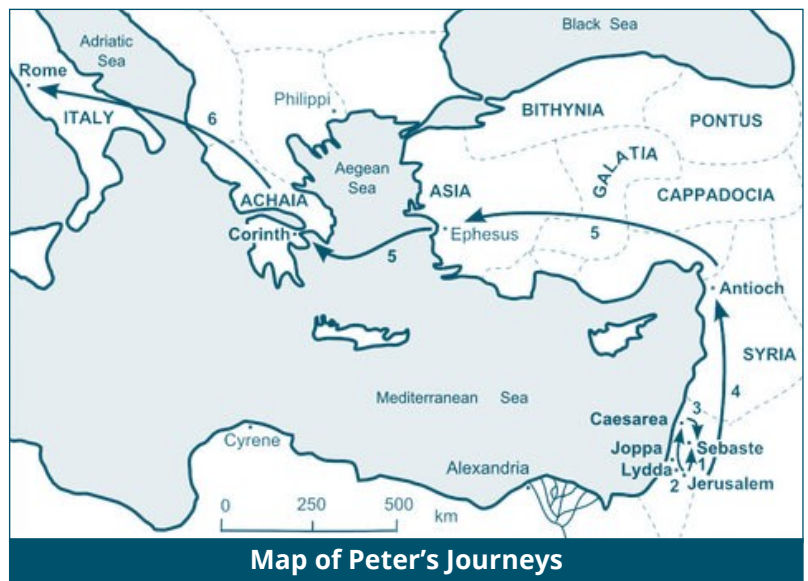 Black Sea
Adriatic
Sea
Rome
ITALY
6
Philippi
BITHYNIA
PONTUS
GALATIA
Aegean
Sea
ASIA
CAPPADOCIA
ACHAIA
Corinth
5
Ephesus
5
Antioch
SYRIA
4
Mediterranean Sea
Caesarea
3
Joppa
Sebaste
Lydda
1
2
Jerusalem
Cyrene
Alexandria
0 250 500
km
Map of Peter's Journeys